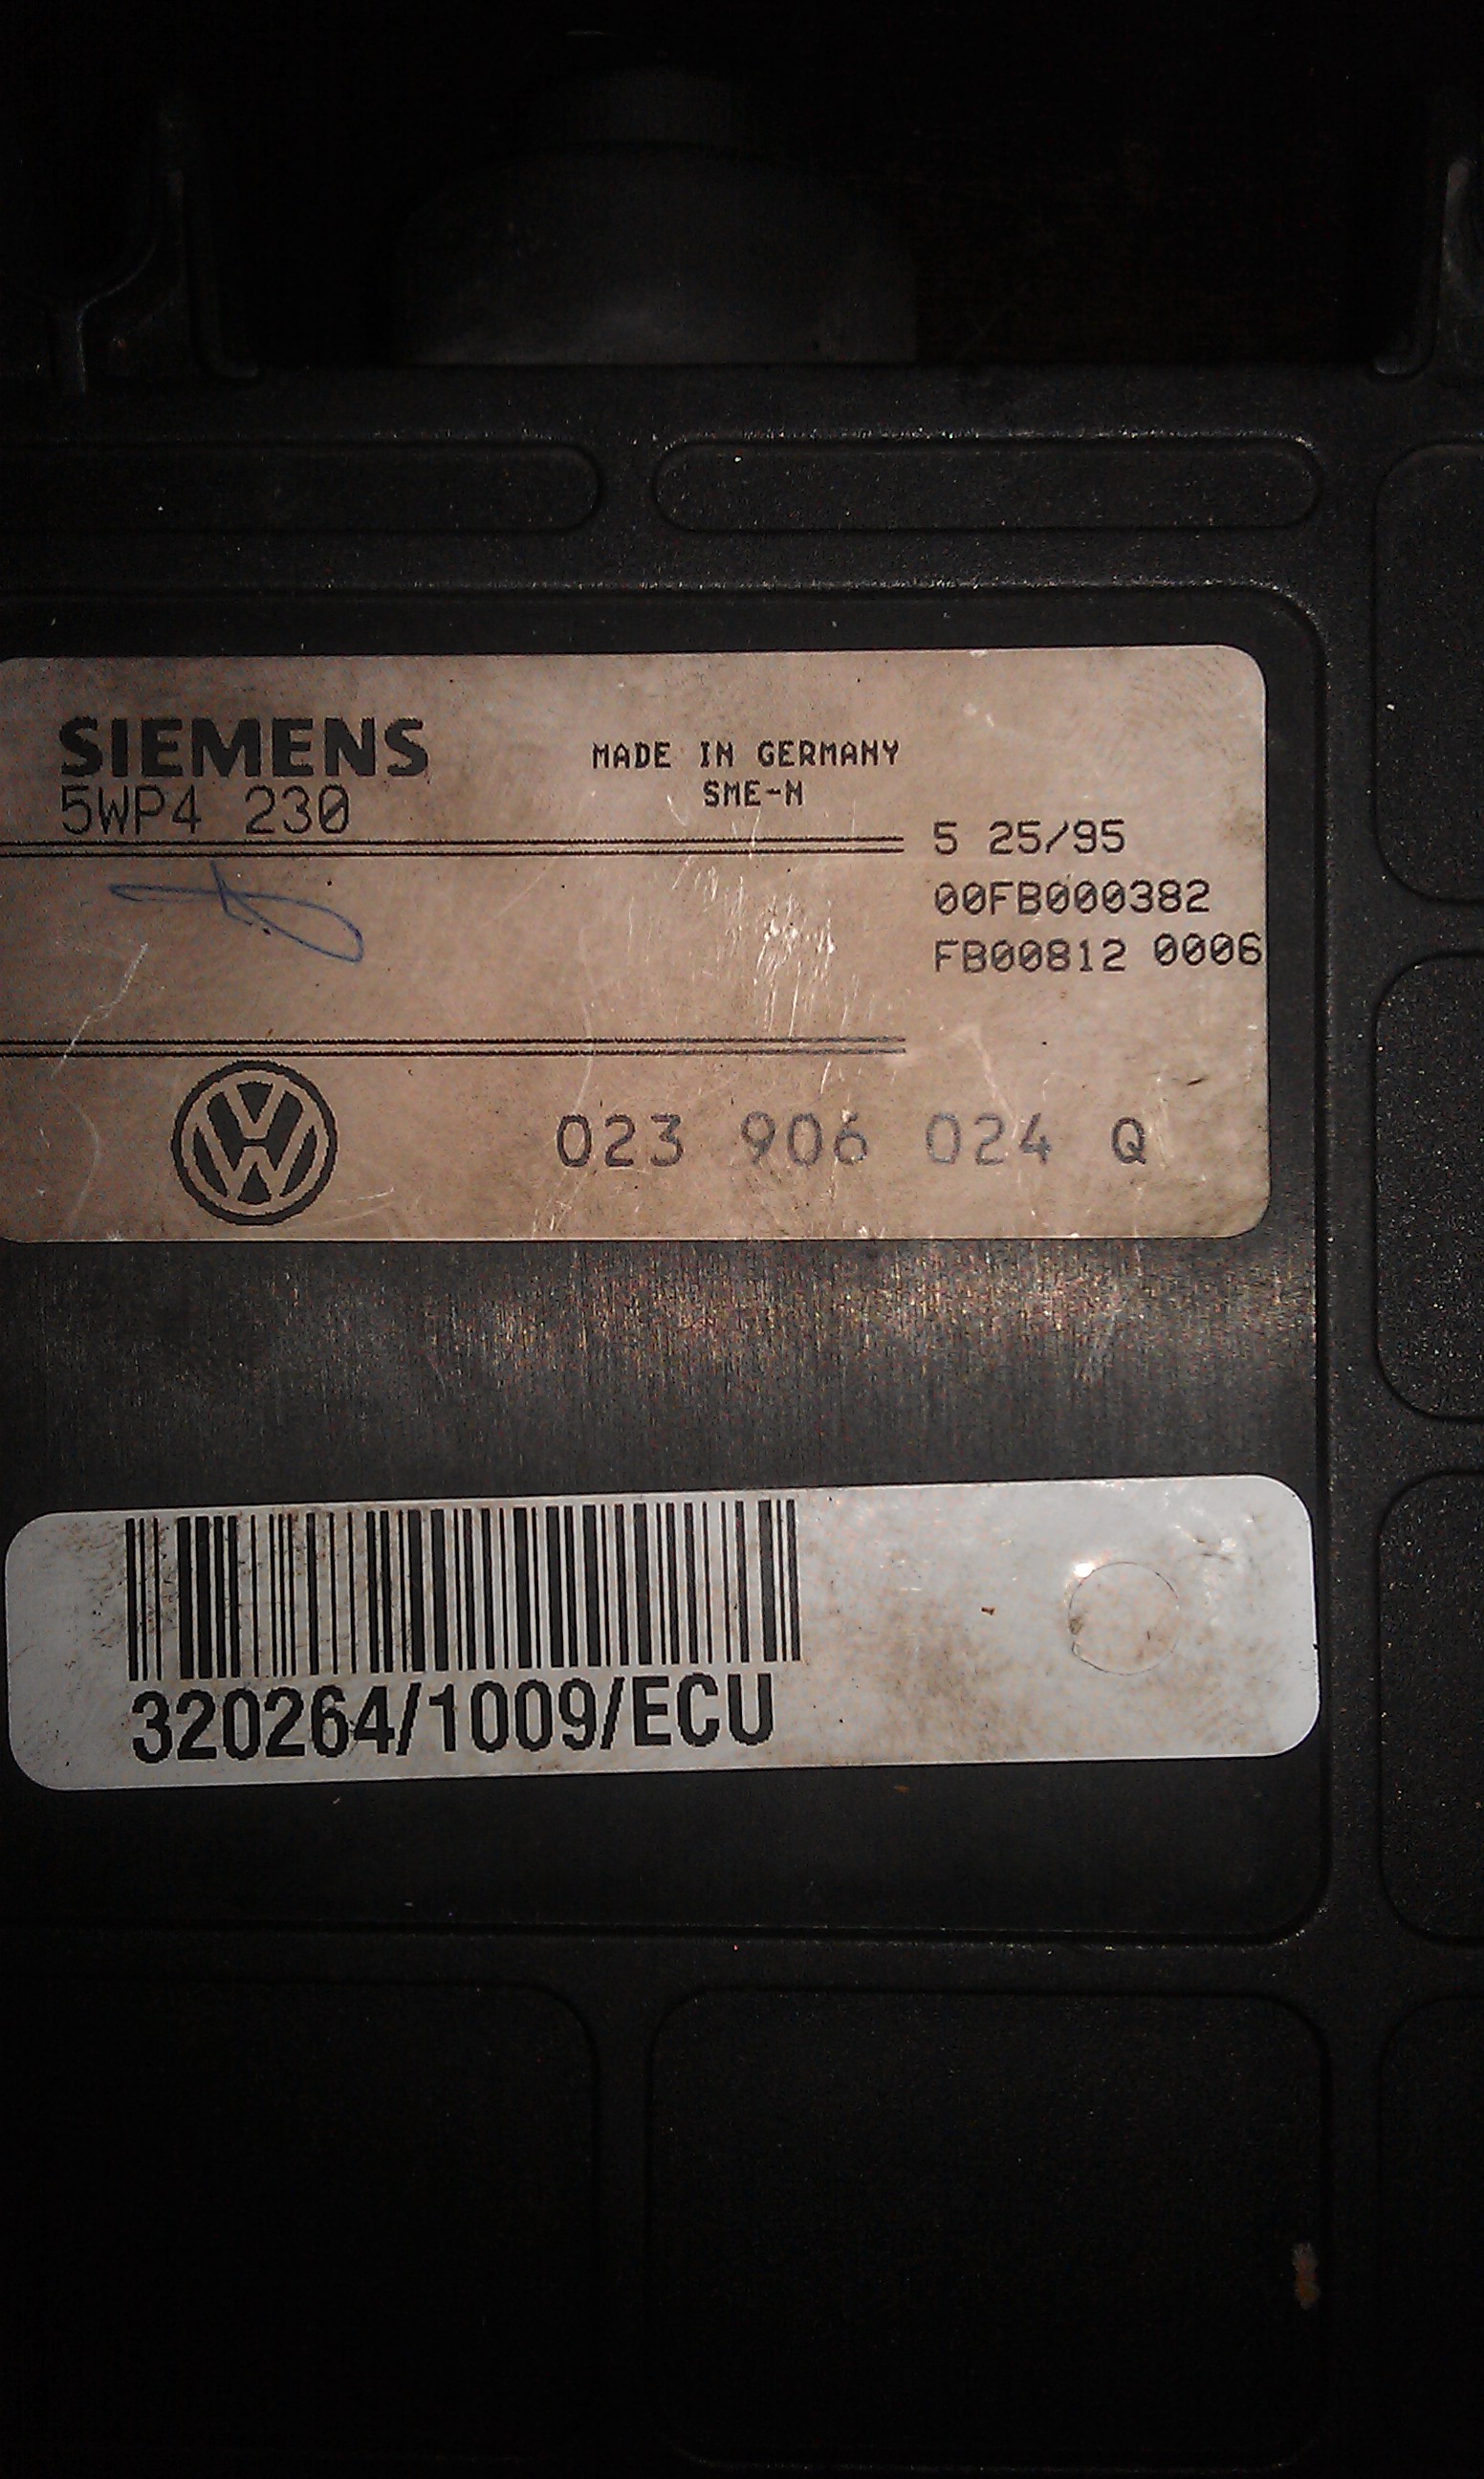 SIEMENS
5WP4 230
MADE IN GERMANY
SME-M
5 25/95
00FB000382
FB00812 0006
VW
023 906 024 Q
320264/1009/ECU